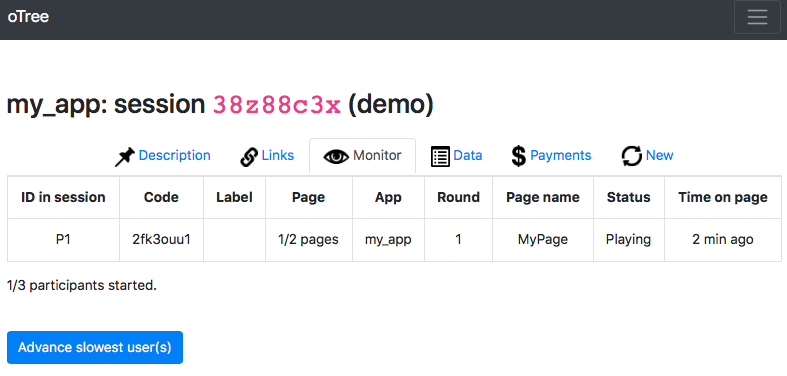 oTree
my_app: session 38z88c3x (demo)
Description Links Monitor Data Payments New
ID in session Code Label Page App Round Page name Status Time on page
P1 2fk3ouu1 1/2 pages my_app 1 MyPage Playing 2 min ago
1/3 participants started.
Advance slowest user(s)